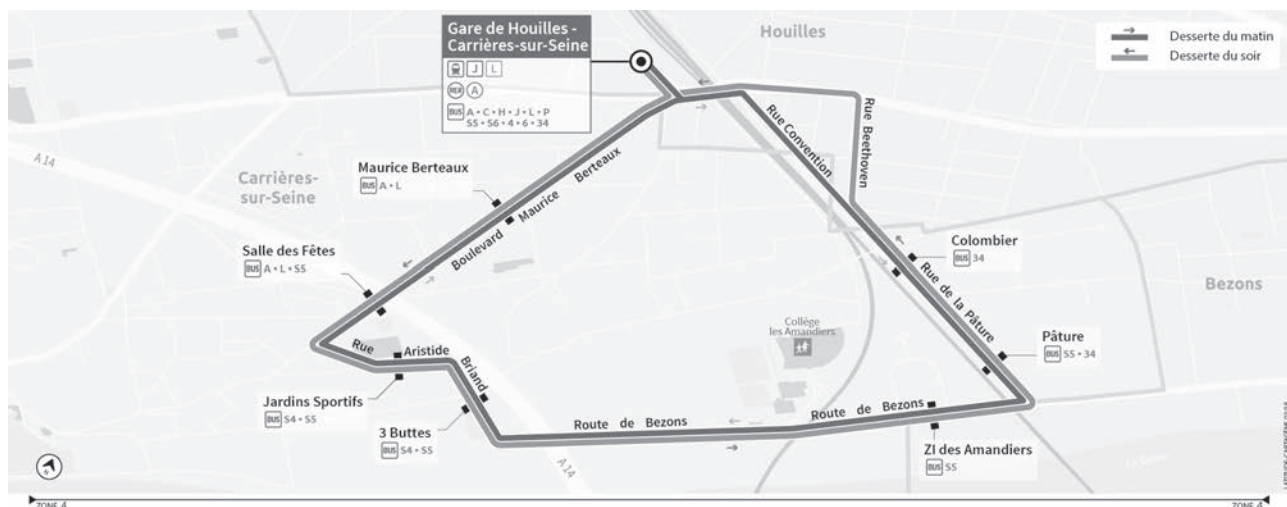 Gare de Houilles -
Carrières-sur-Seine
J L
RER A
BUS A • C • H • J • L • P
S5 • S6 • 4 • 6 • 34
Houilles
→ Desserte du matin
← Desserte du soir
A14
Carrières-
sur-Seine
Maurice Berteaux
BUS A • L
Boulevard Maurice Berteaux
Rue Convention
Rue Beethoven
Salle des Fêtes
BUS A • L • S5
Colombier
BUS 34
Rue de la Pâture
Bezons
Collège
les Amandiers
Pâture
BUS S5 • 34
Rue Aristide Briand
Jardins Sportifs
BUS S4 • S5
3 Buttes
BUS S4 • S5
Route de Bezons
Route de Bezons
ZI des Amandiers
BUS S5
A14
La Seine
N
ZONE 4
ZONE 4